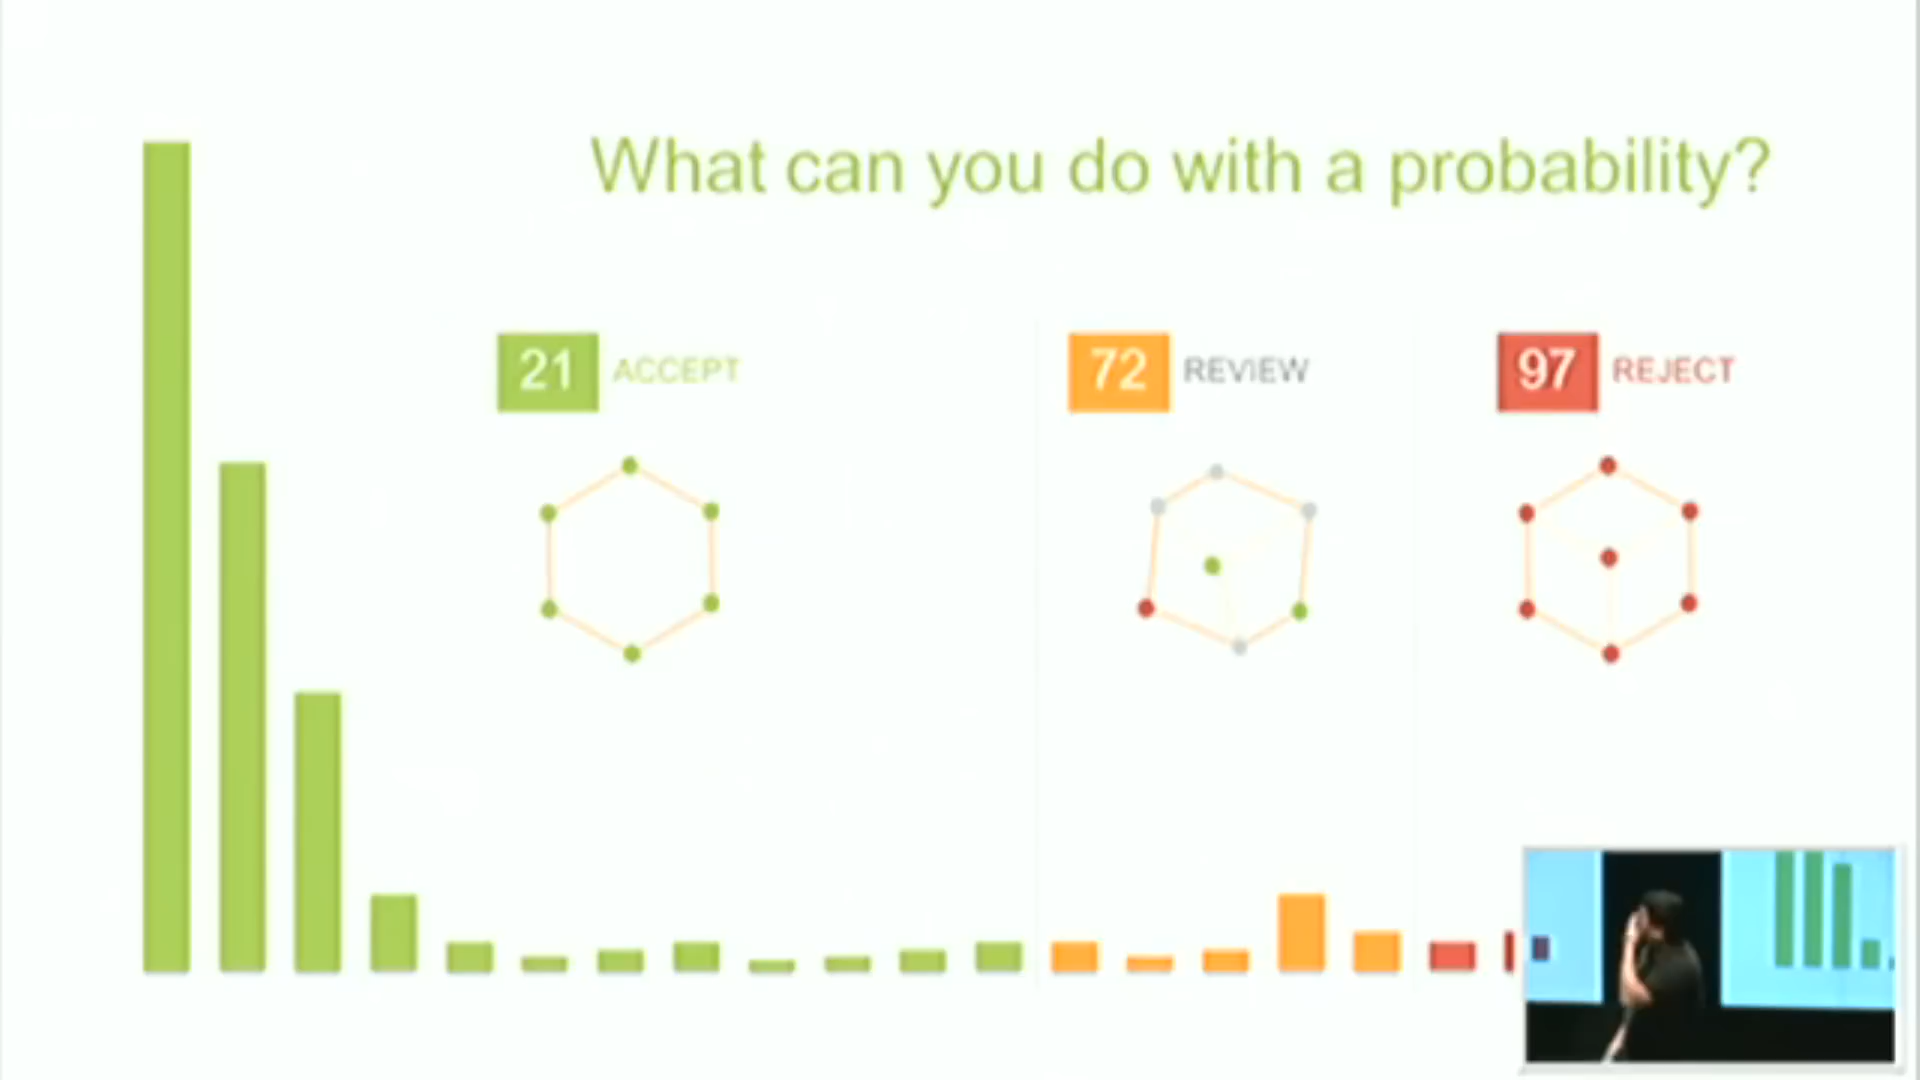 What can you do with a probability?
21 ACCEPT
72 REVIEW
97 REJECT